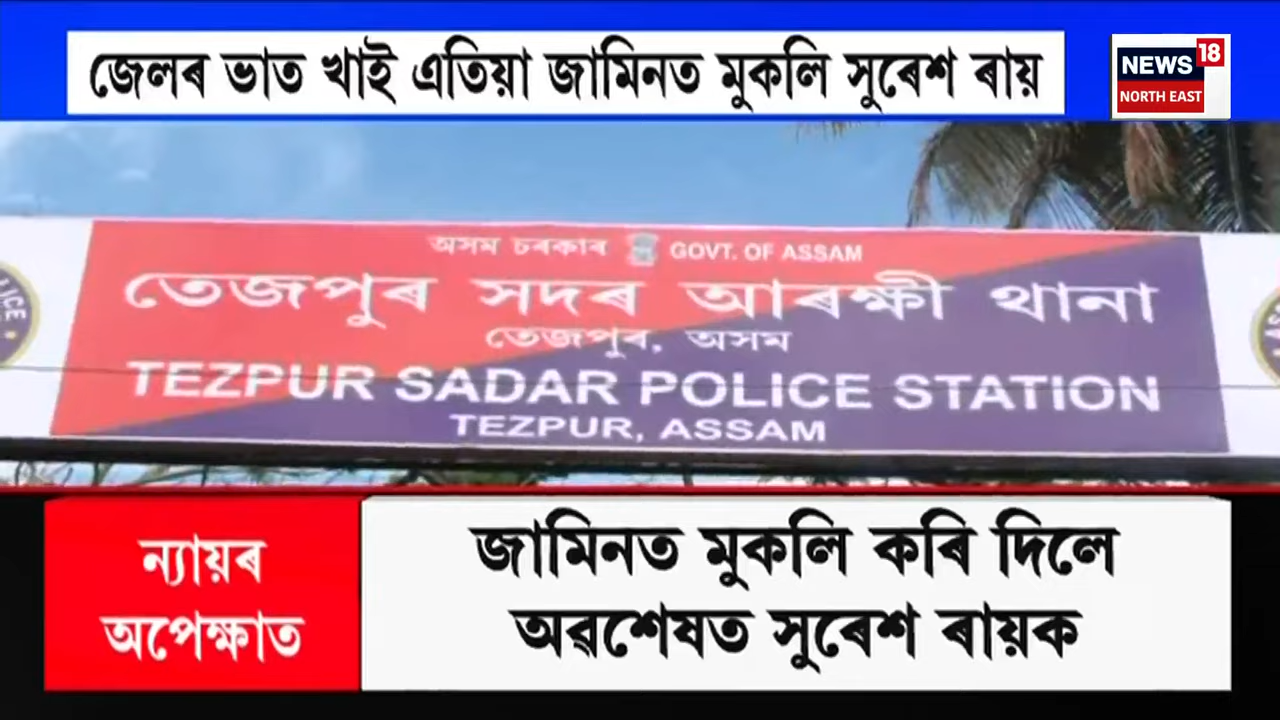 জেলৰ ভাত খাই এতিয়া জামিনত মুকলি সুৰেশ ৰায়
NEWS 18
NORTH EAST
অসম চৰকাৰ GOVT. OF ASSAM
তেজপুৰ সদৰ আৰক্ষী থানা
তেজপুৰ, অসম
TEZPUR SADAR POLICE STATION
TEZPUR, ASSAM
ন্যায়ৰ
অপেক্ষাত
জামিনত মুকলি কৰি দিলে
অৱশেষত সুৰেশ ৰায়ক